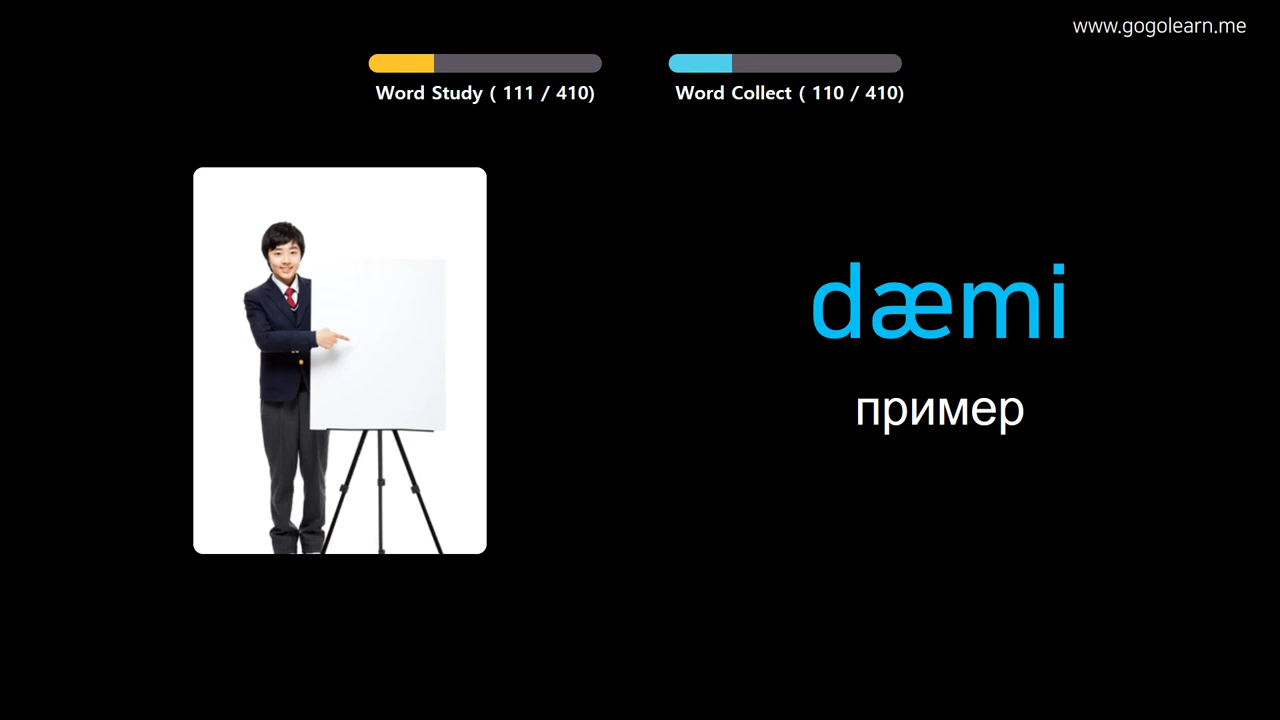 www.gogolearn.me
Word Study ( 111 / 410)
Word Collect ( 110 / 410)
dæmi
пример